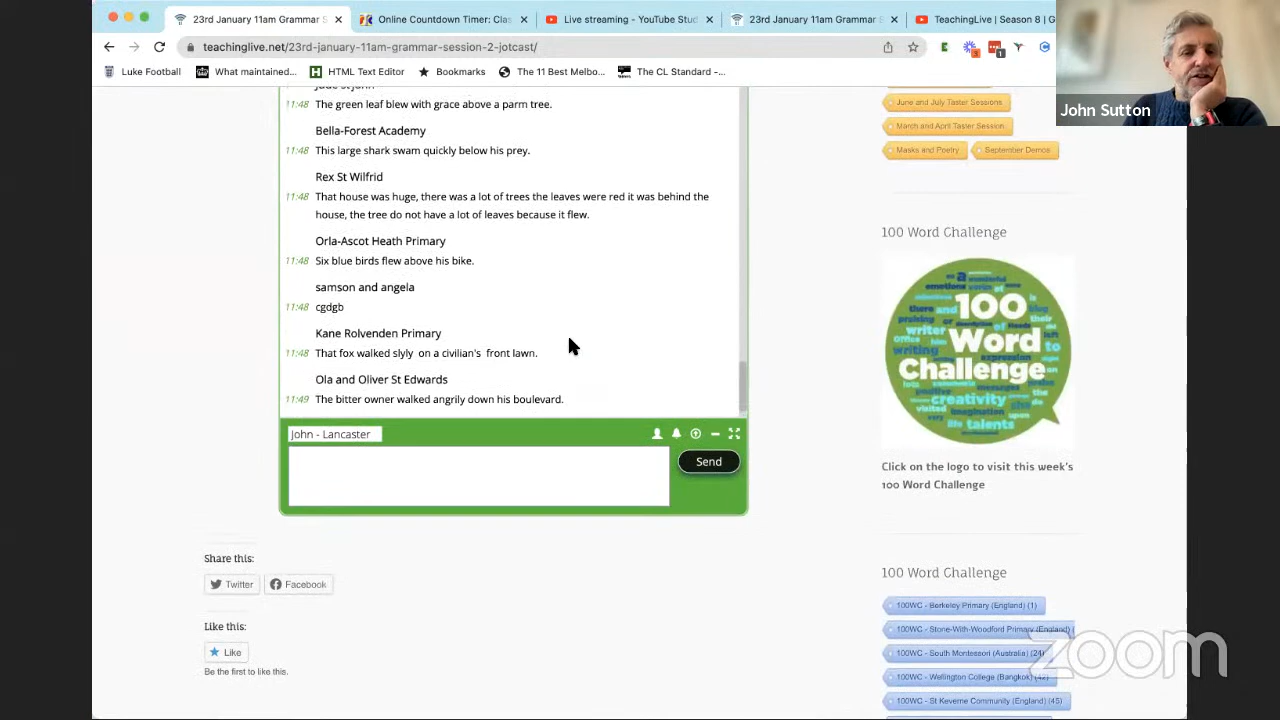 23rd January 11am Grammar S
Online Countdown Timer: Clas
Live streaming - YouTube Stud
23rd January 11am Grammar S
TeachingLive | Season 8 | G
teachinglive.net/23rd-january-11am-grammar-session-2-jotcast/
Luke Football
What maintained...
HTML Text Editor
Bookmarks
The 11 Best Melbo...
The CL Standard -...
John Sutton
11:48 The green leaf blew with grace above a parm tree.
Bella-Forest Academy
11:48 This large shark swam quickly below his prey.
Rex St Wilfrid
11:48 That house was huge, there was a lot of trees the leaves were red it was behind the
house, the tree do not have a lot of leaves because it flew.
Orla-Ascot Heath Primary
11:48 Six blue birds flew above his bike.
samson and angela
11:48 cgdgb
Kane Rolvenden Primary
11:48 That fox walked slyly on a civilian's front lawn.
Ola and Oliver St Edwards
11:49 The bitter owner walked angrily down his boulevard.
John - Lancaster
Send
Share this:
Twitter
Facebook
Like this:
Like
Be the first to like this.
June and July Taster Sessions
March and April Taster Session
Masks and Poetry
September Demos
100 Word Challenge
100
Word
Challenge
creativity
talents
Click on the logo to visit this week's
100 Word Challenge
100 Word Challenge
100WC - Berkeley Primary (England) (1)
100WC - Stone-With-Woodford Primary (England) (
100WC - South Montessori (Australia) (24)
100WC - Wellington College (Bangkok) (42)
100WC - St Keverne Community (England) (45)
zoom